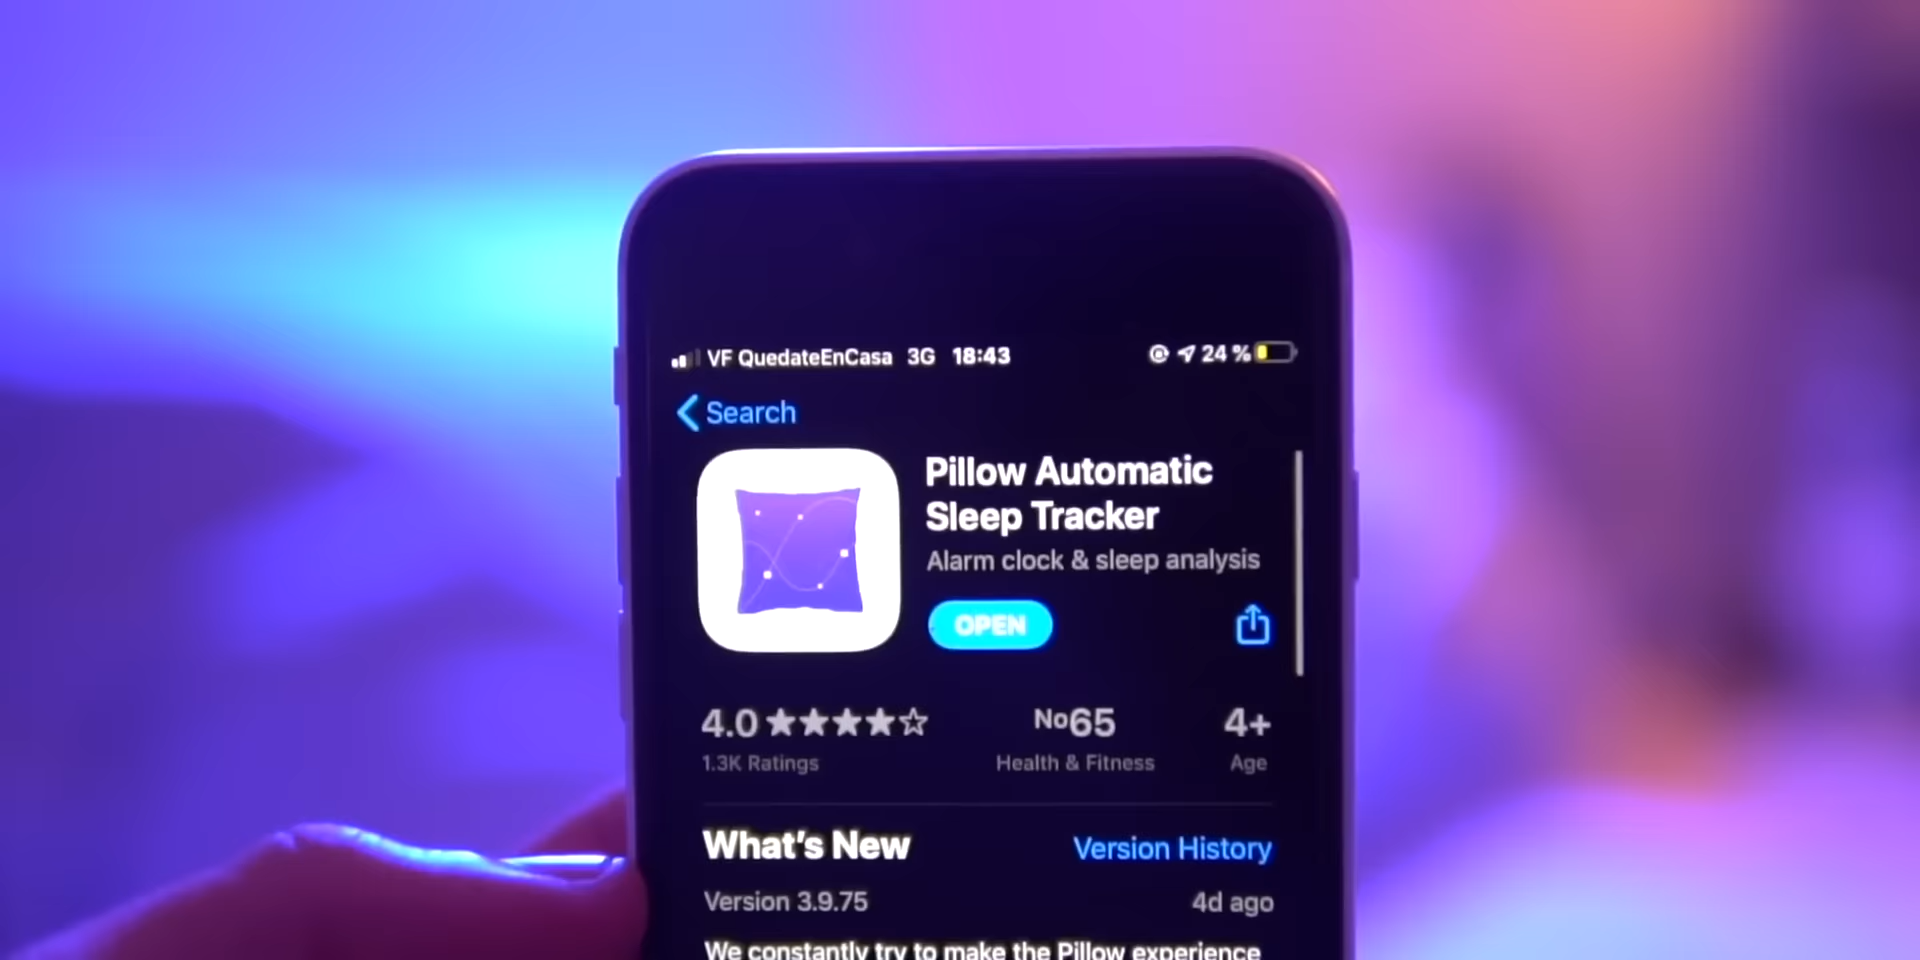 VF QuedateEnCasa 3G 18:43 24 %
Search
Pillow Automatic
Sleep Tracker
Alarm clock & sleep analysis
OPEN
4.0
No65
4+
1.3K Ratings
Health & Fitness
Age
What's New
Version History
Version 3.9.75
4d ago
We constantly try to make the Pillow experience